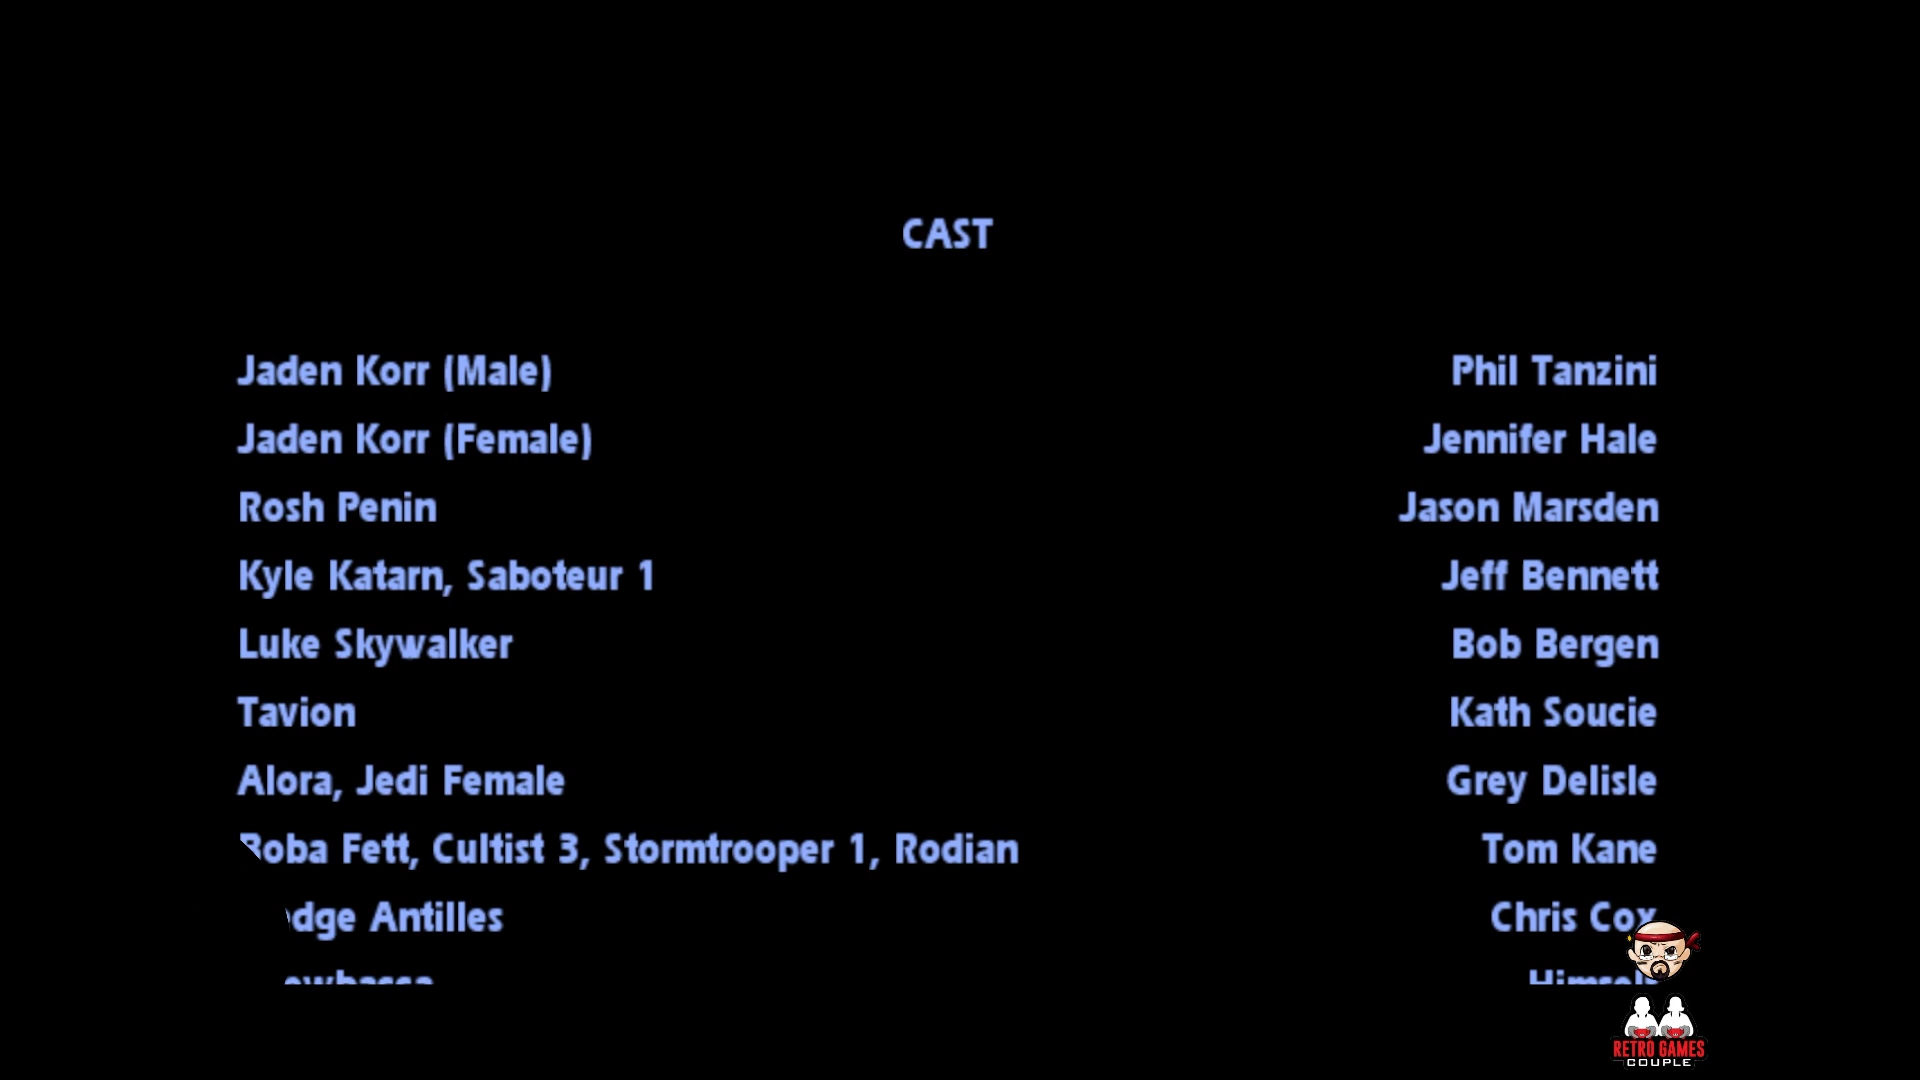 CAST
Jaden Korr (Male) Phil Tanzini
Jaden Korr (Female) Jennifer Hale
Rosh Penin Jason Marsden
Kyle Katarn, Saboteur 1 Jeff Bennett
Luke Skywalker Bob Bergen
Tavion Kath Soucie
Alora, Jedi Female Grey Delisle
Boba Fett, Cultist 3, Stormtrooper 1, Rodian Tom Kane
Antilles Chris Cox
Himself
RETRO GAMES
COUPLE